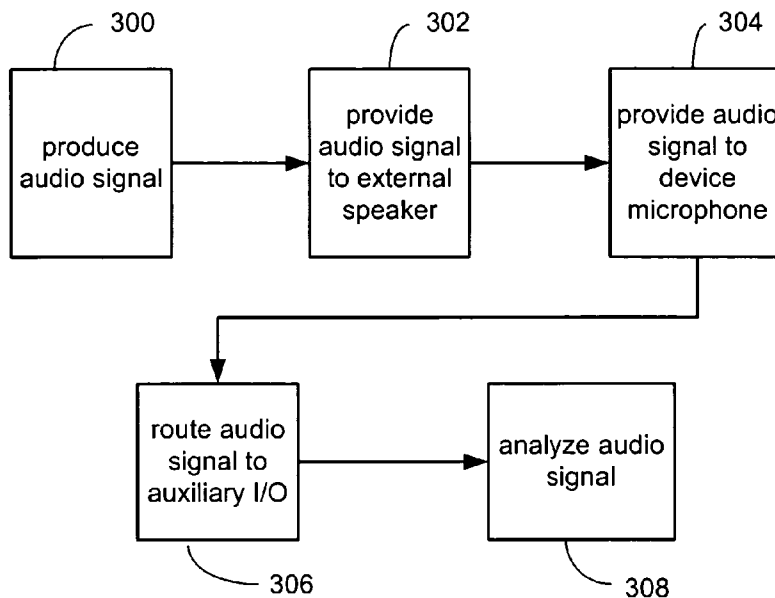 300
302
304
produce
audio signal
provide
audio signal
to external
speaker
provide audio
signal to
device
microphone
route audio
signal to
auxiliary I/O
analyze audio
signal
306
308